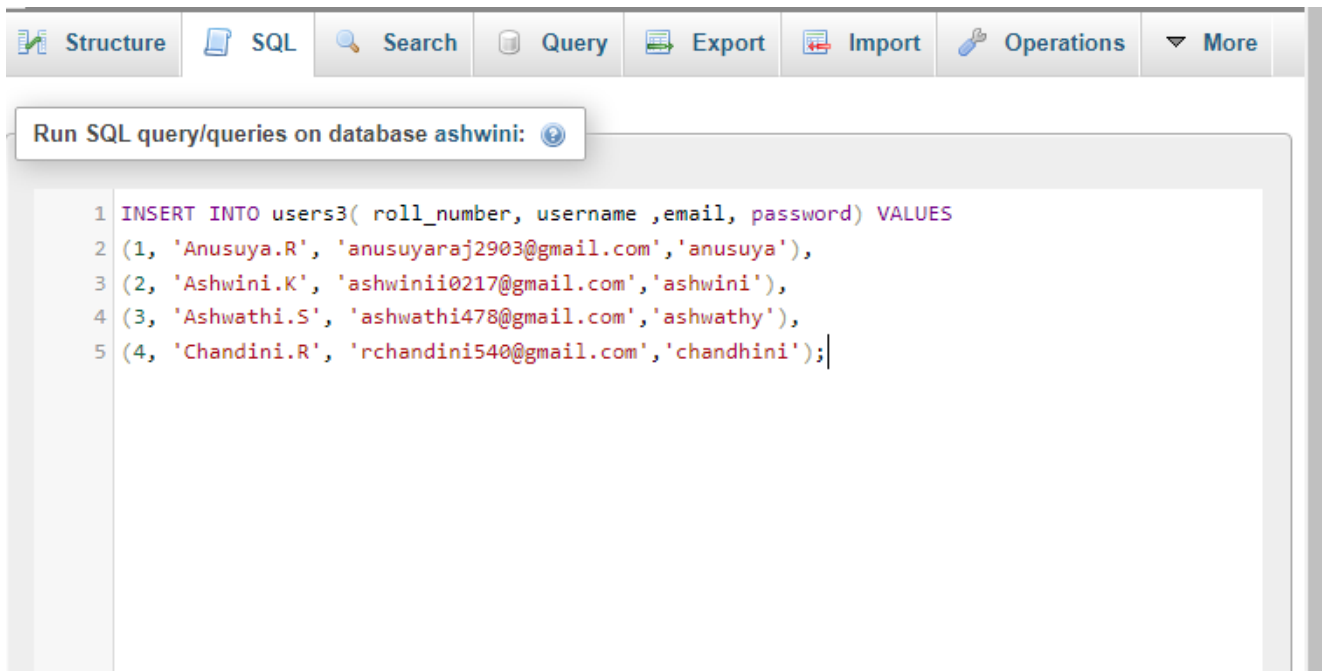 Structure SQL Search Query Export Import Operations More
Run SQL query/queries on database ashwini:
1 INSERT INTO users3( roll_number, username ,email, password) VALUES
2 (1, 'Anusuya.R', 'anusuyaraj2903@gmail.com','anusuya'),
3 (2, 'Ashwini.K', 'ashwinii0217@gmail.com','ashwini'),
4 (3, 'Ashwathi.S', 'ashwathi478@gmail.com','ashwathy'),
5 (4, 'Chandini.R', 'rchandini540@gmail.com','chandhini');